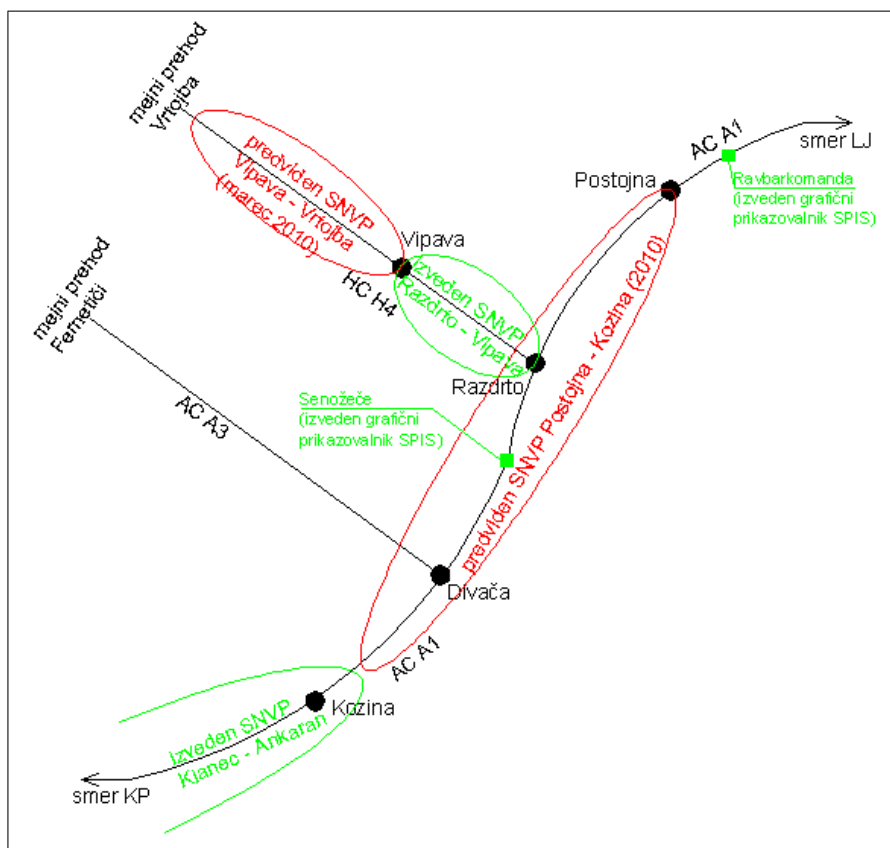 mejni prehod
Vrtojba
predviden SNVP
Vipava - Vrtojba
(marec 2010)
AC A1
smer LJ
Postojna
Ravbarkomanda
(izveden grafični
prikazovalnik SPIS)
Vipava
HC H4
izveden SNVP
Razdrto - Vipava
mejni prehod
Fernetiči
Razdrto
AC A3
Senožeče
(izveden grafični
prikazovalnik SPIS)
predviden SNVP Postojna - Kozina (2010)
Divača
AC A1
Kozina
Izveden SNVP
Klanec - Ankaran
smer KP